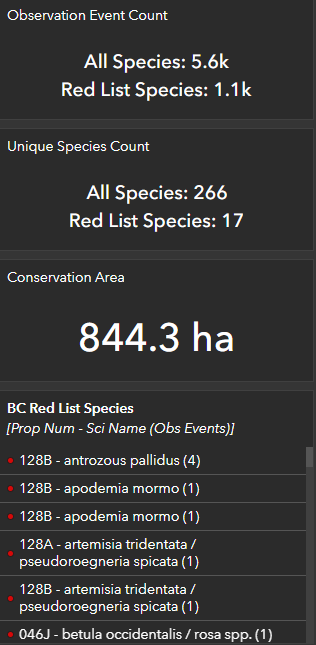 Observation Event Count
All Species: 5.6k
Red List Species: 1.1k
Unique Species Count
All Species: 266
Red List Species: 17
Conservation Area
844.3 ha
BC Red List Species
[Prop Num - Sci Name (Obs Events)]
128B - antrozous pallidus (4)
128B - apodemia mormo (1)
128B - apodemia mormo (1)
128A - artemisia tridentata /
pseudoroegneria spicata (1)
128B - artemisia tridentata /
pseudoroegneria spicata (1)
046J - betula occidentalis / rosa spp. (1)